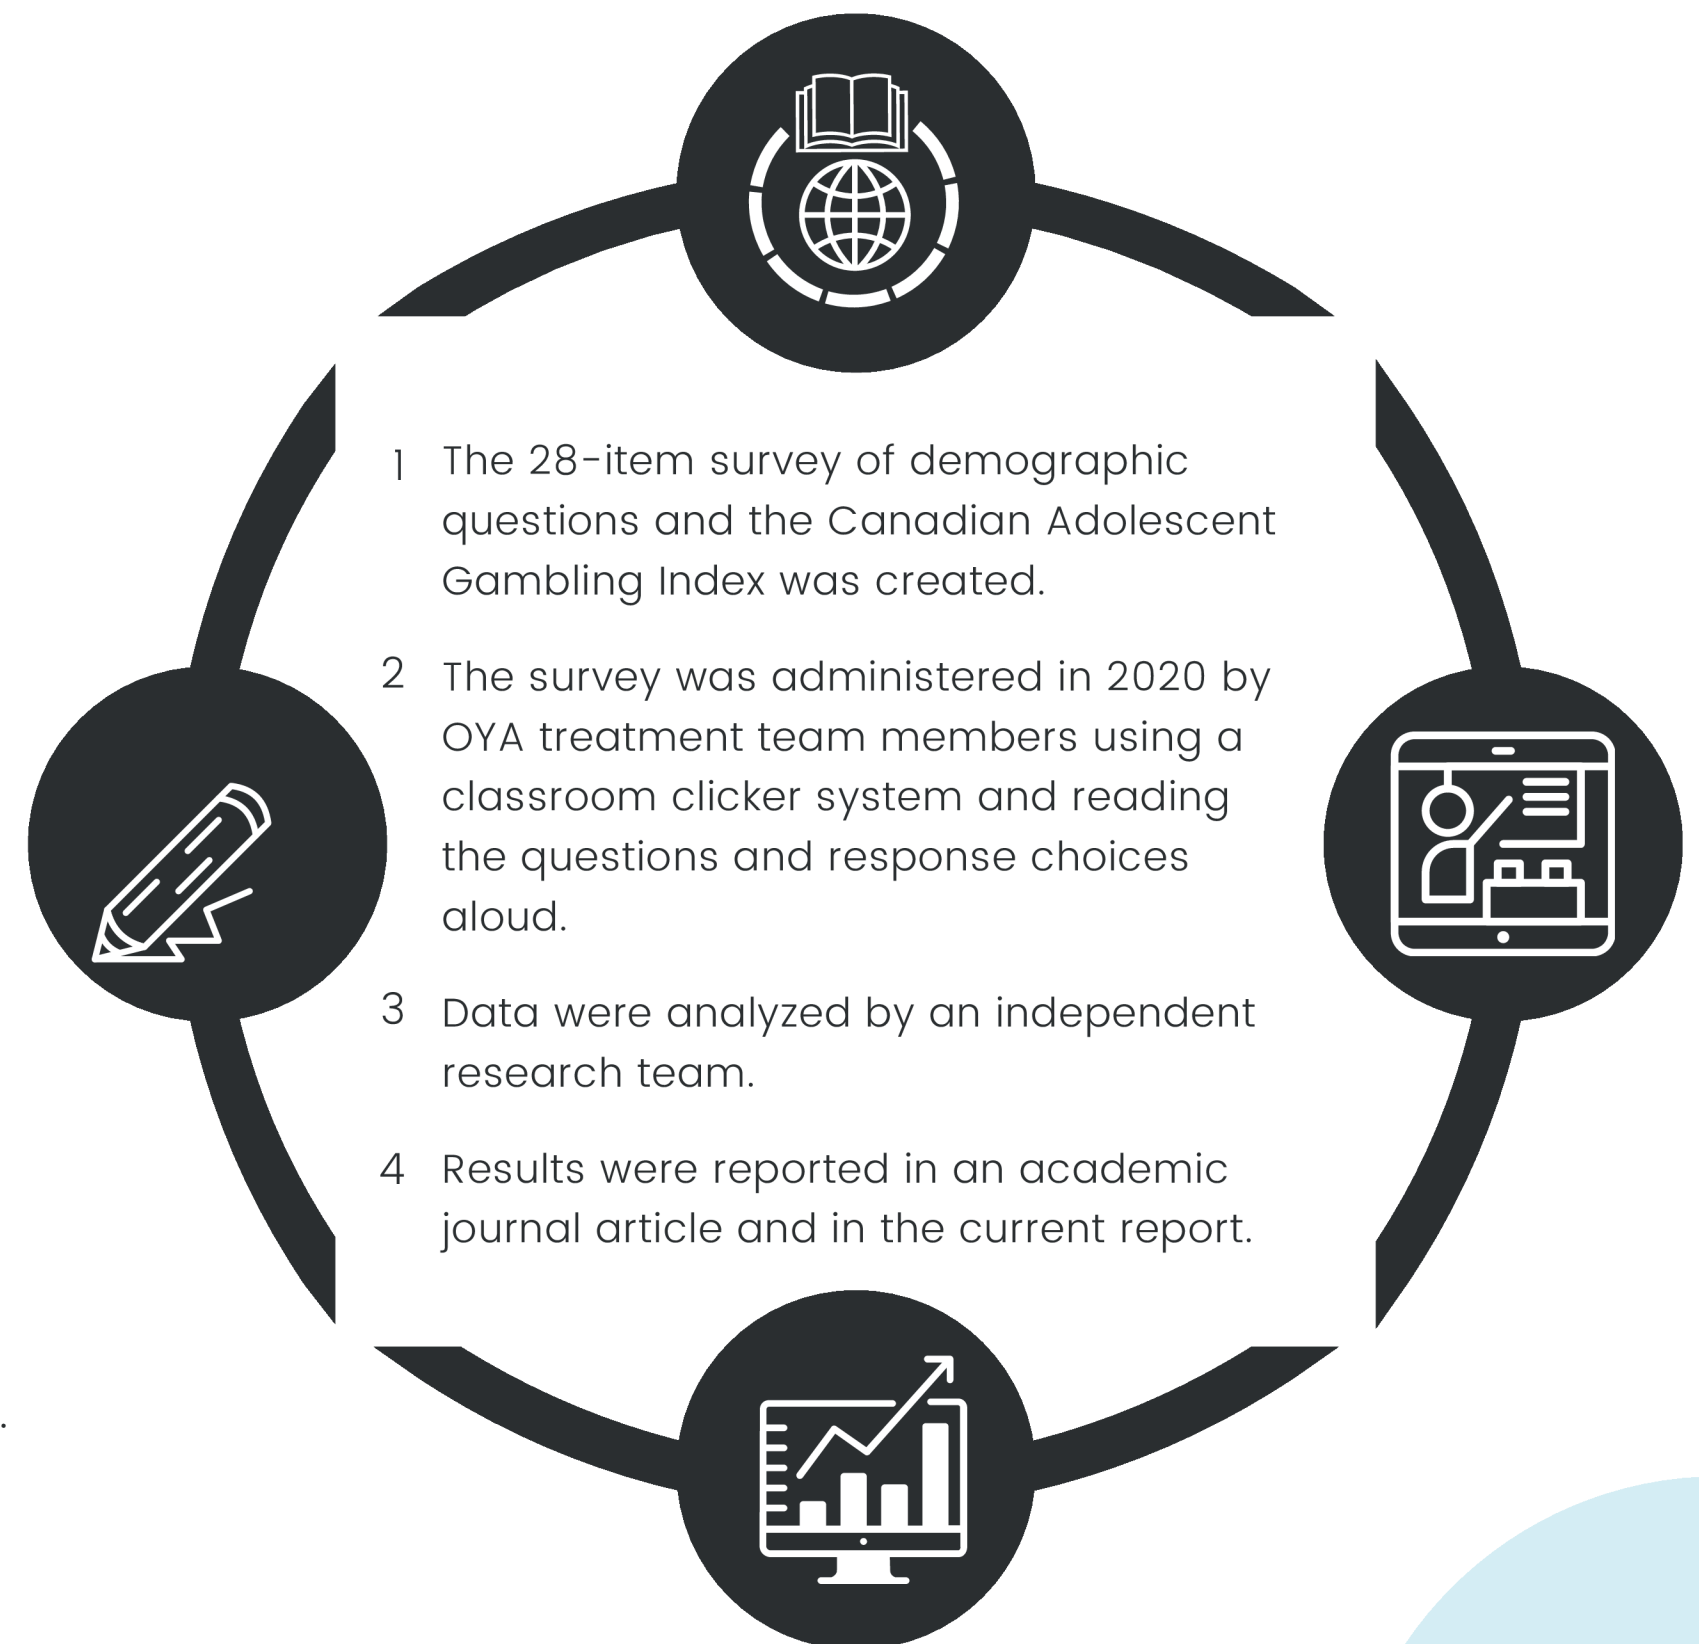 1 The 28-item survey of demographic
questions and the Canadian Adolescent
Gambling Index was created.
2 The survey was administered in 2020 by
OYA treatment team members using a
classroom clicker system and reading
the questions and response choices
aloud.
3 Data were analyzed by an independent
research team.
4 Results were reported in an academic
journal article and in the current report.
.